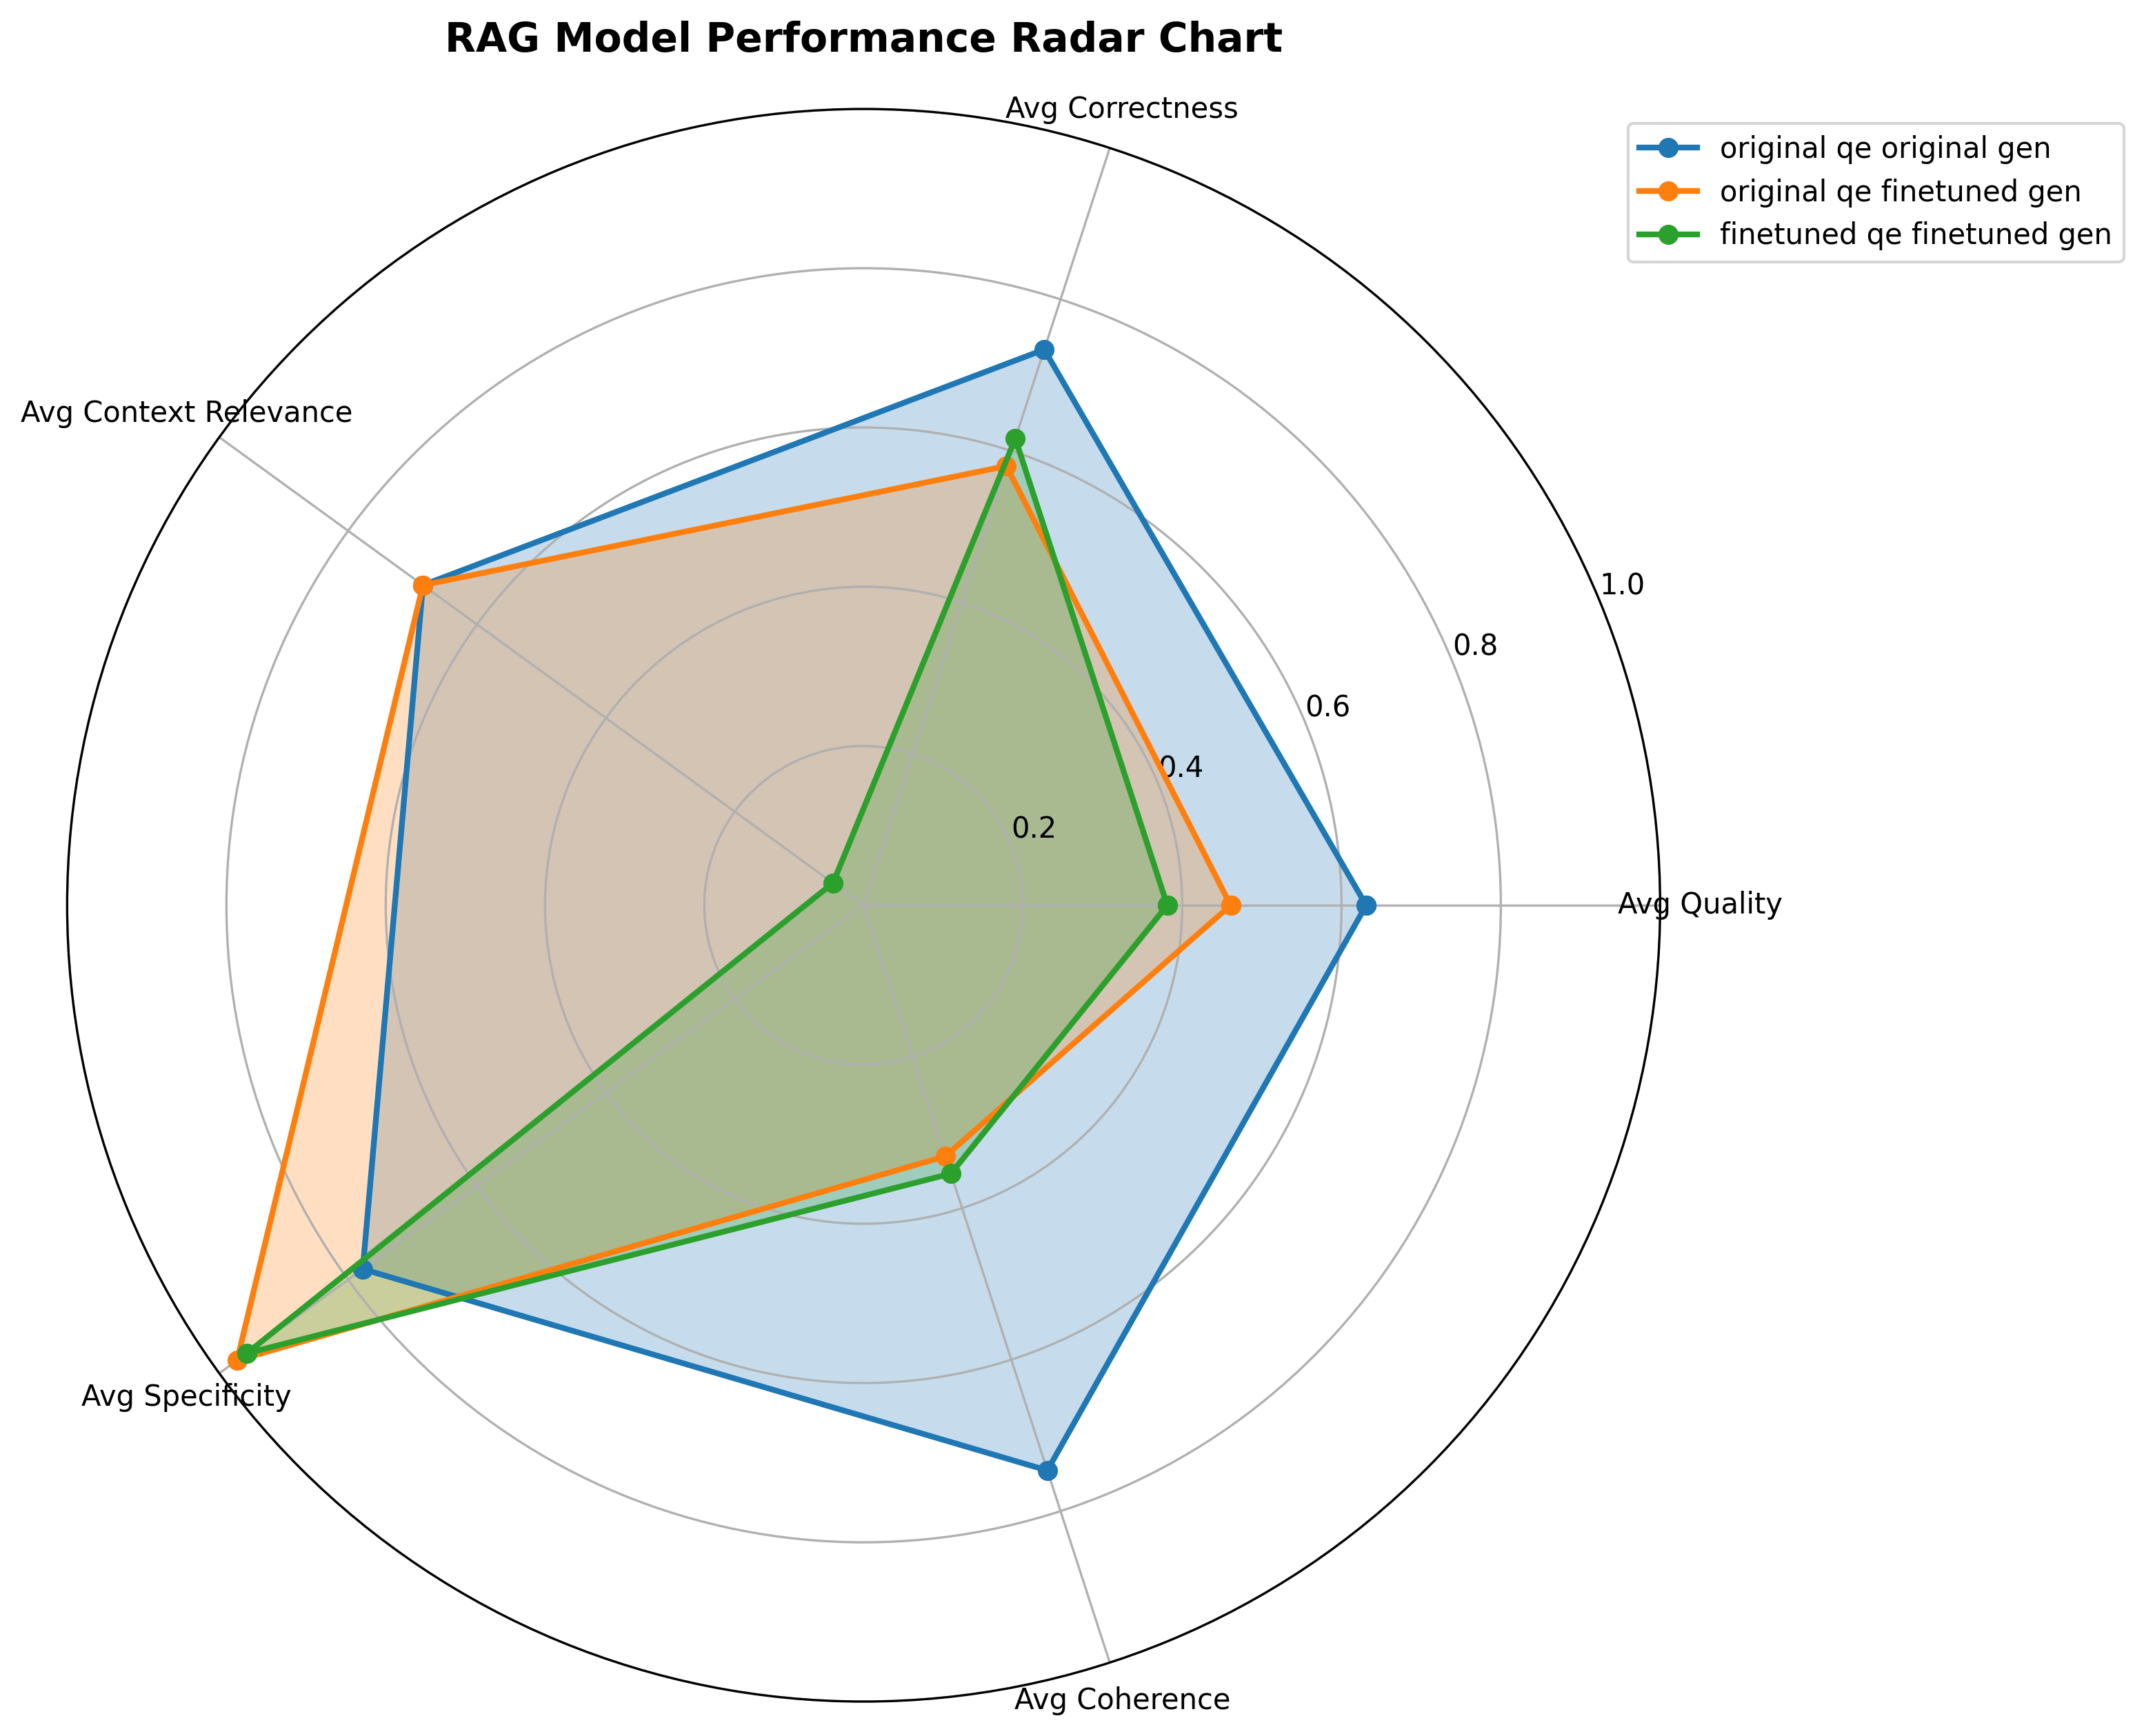 RAG Model Performance Radar Chart
Avg Correctness
original qe original gen
original qe finetuned gen
finetuned qe finetuned gen
Avg Context Relevance
1.0
0.8
0.6
0.4
0.2
Avg Quality
Avg Specificity
Avg Coherence